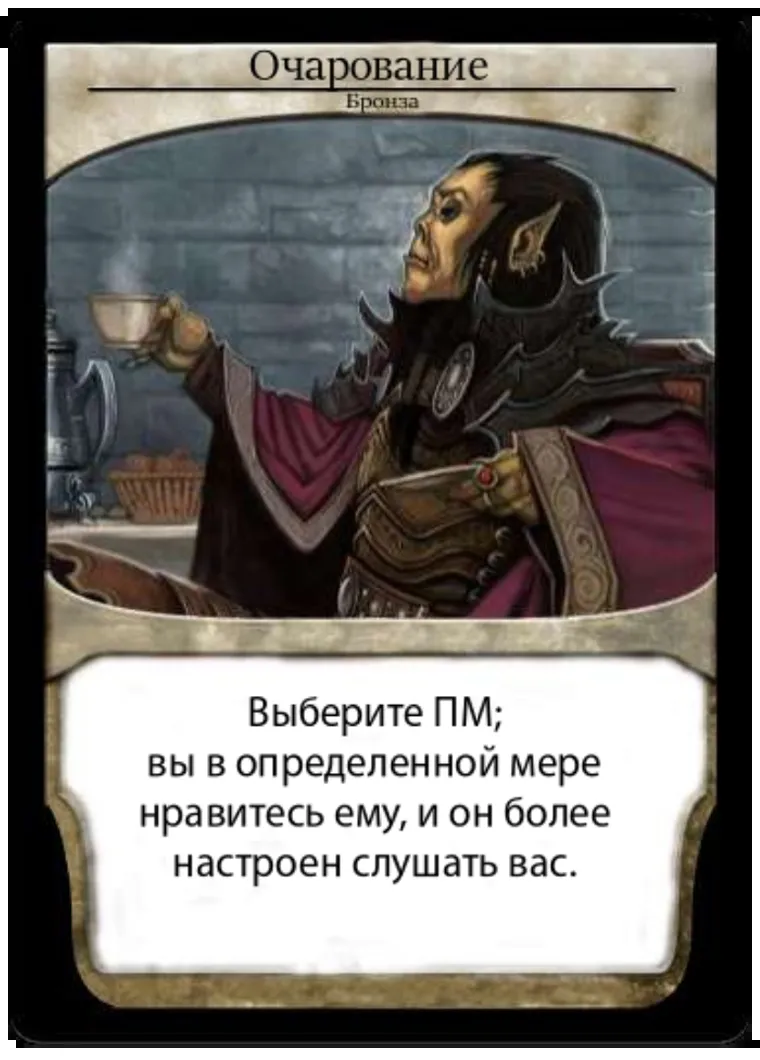 Очарование
Бронза
Выберите ПМ;
вы в определенной мере
нравитесь ему, и он более
настроен слушать вас.